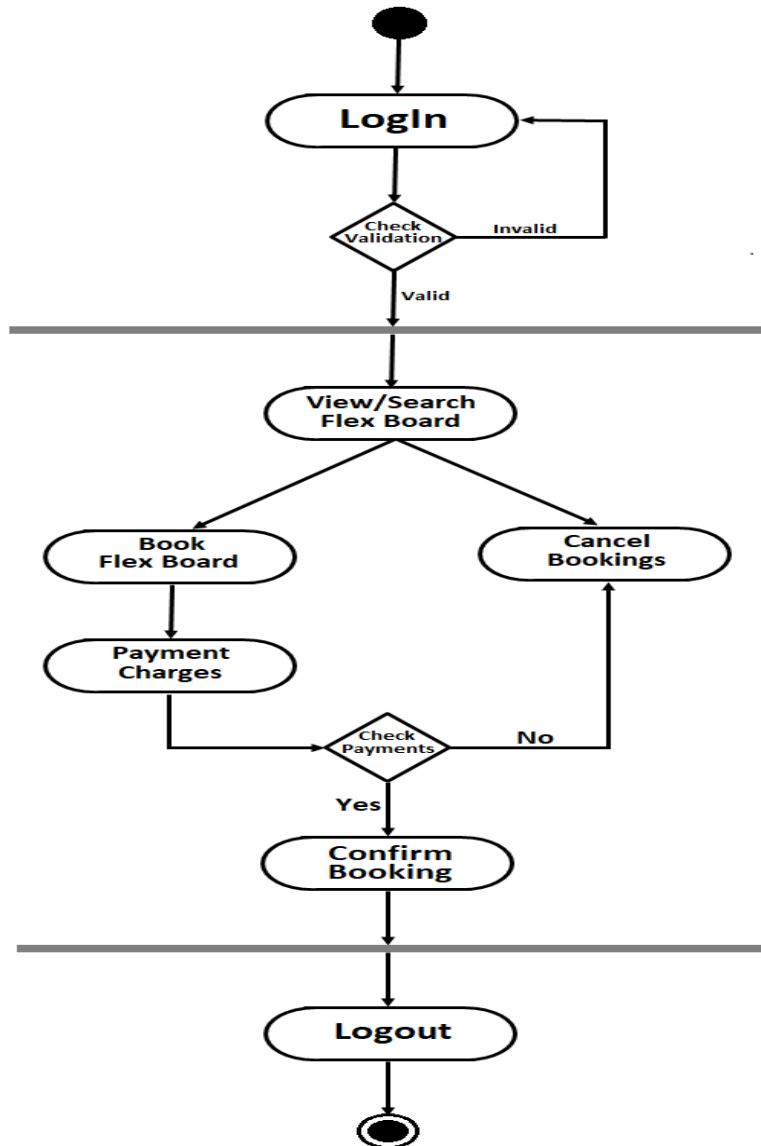 LogIn
Check
Validation
Invalid
Valid
View/Search
Flex Board
Book
Flex Board
Cancel
Bookings
Payment
Charges
Check
Payments
No
Yes
Confirm
Booking
Logout